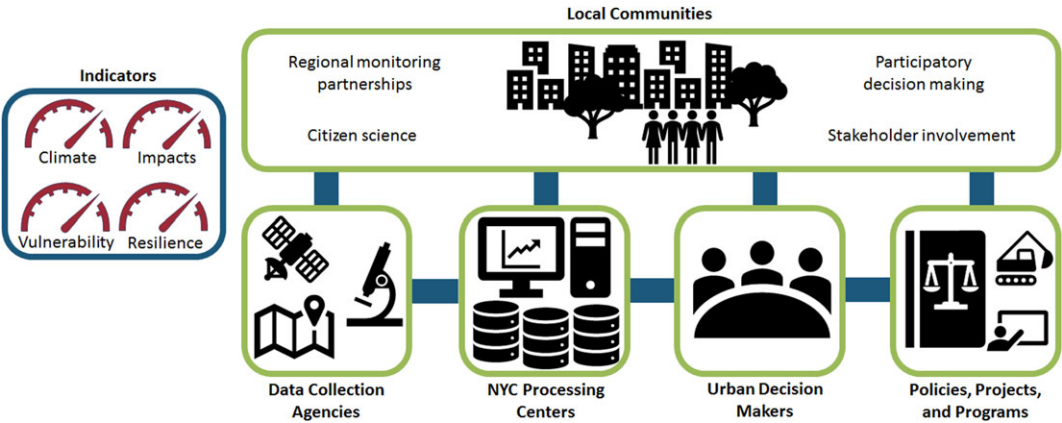 Local Communities
Regional monitoring
partnerships
Participatory
decision making
Citizen science
Stakeholder involvement
Indicators
Climate
Impacts
Vulnerability
Resilience
Data Collection
Agencies
NYC Processing
Centers
Urban Decision
Makers
Policies, Projects,
and Programs